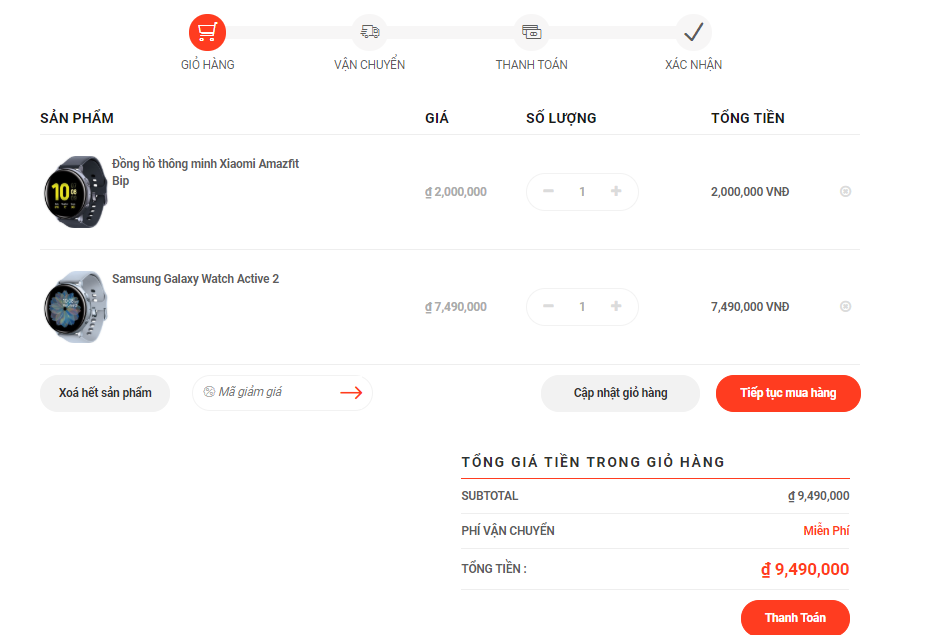 GIỎ HÀNG
VẬN CHUYỂN
THANH TOÁN
XÁC NHẬN
SẢN PHẨM
GIÁ
SỐ LƯỢNG
TỔNG TIỀN
10
Đồng hồ thông minh Xiaomi Amazfit
Bip
₫ 2,000,000
1
2,000,000 VNĐ
Samsung Galaxy Watch Active 2
₫ 7,490,000
1
7,490,000 VNĐ
Xoá hết sản phẩm
Mã giảm giá
Cập nhật giỏ hàng
Tiếp tục mua hàng
TỔNG GIÁ TIỀN TRONG GIỎ HÀNG
SUBTOTAL
₫ 9,490,000
PHÍ VẬN CHUYỂN
Miễn Phí
TỔNG TIỀN :
₫ 9,490,000
Thanh Toán